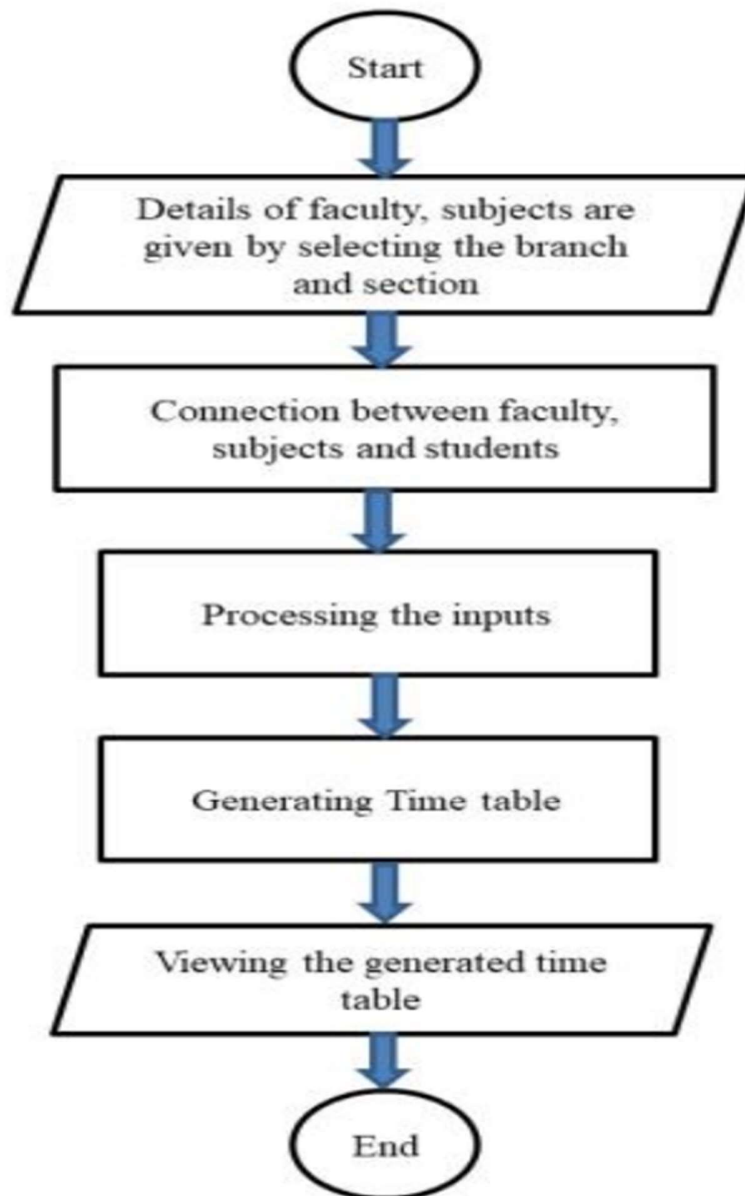 Start
Details of faculty, subjects are
given by selecting the branch
and section
Connection between faculty,
subjects and students
Processing the inputs
Generating Time table
Viewing the generated time
table
End